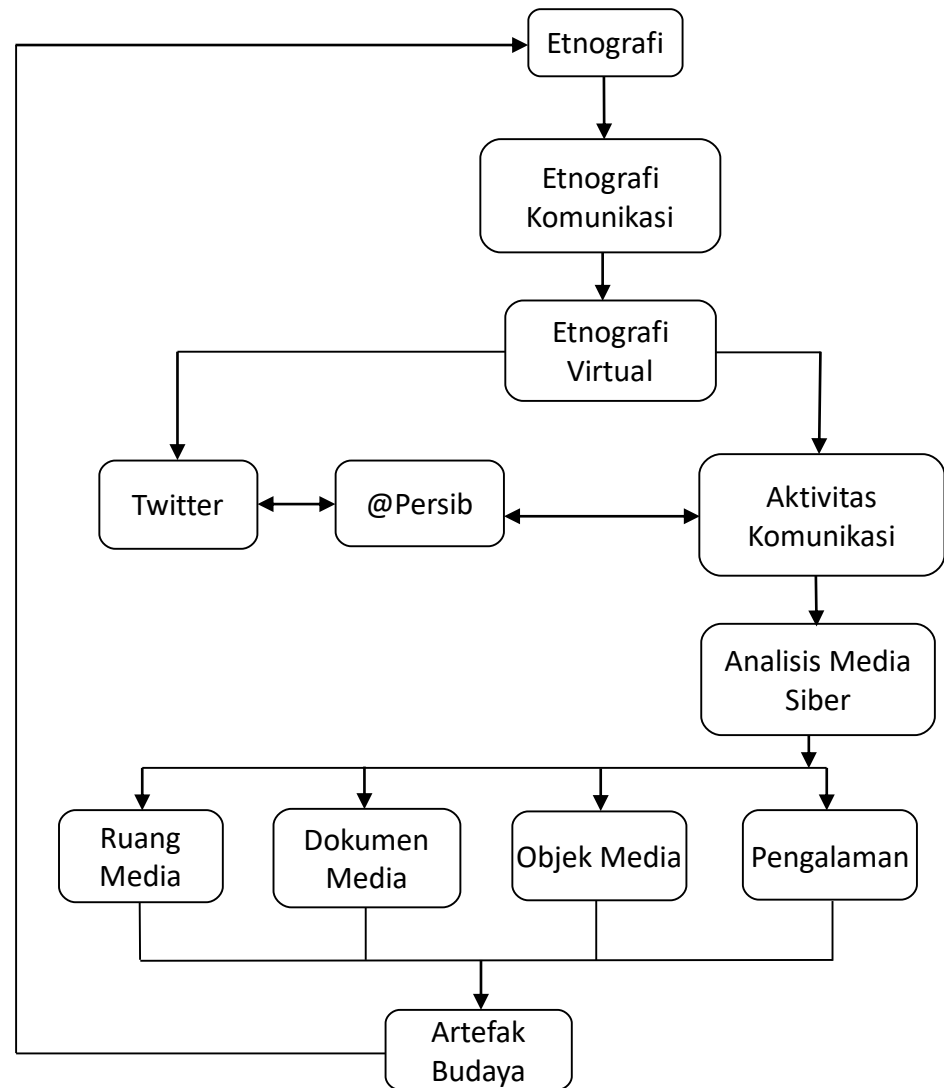 Etnografi
Etnografi
Komunikasi
Etnografi
Virtual
Twitter
@Persib
Aktivitas
Komunikasi
Analisis Media
Siber
Ruang
Media
Dokumen
Media
Objek Media
Pengalaman
Artefak
Budaya